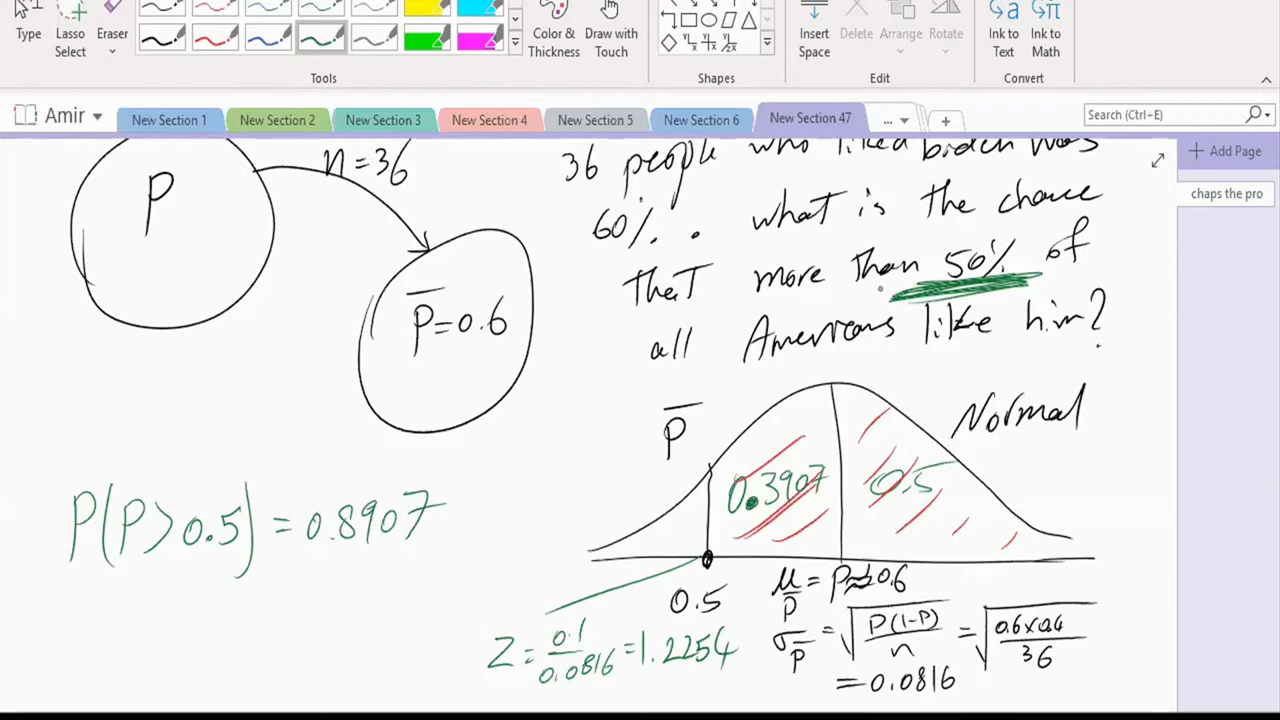 Type
Lasso
Select
Eraser
Color &
Thickness
Draw with
Touch
Insert
Space
Delete
Arrange
Rotate
Ink to
Text
Ink to
Math
Tools
Shapes
Edit
Convert
Amir
New Section 1
New Section 2
New Section 3
New Section 4
New Section 5
New Section 6
New Section 47
...
Search (Ctrl+E)
Add Page
chaps the pro
P
n=36
P̅=0.6
36 people who liked biden was
60%. what is the chance
that more than 50% of
all Americans like him?
P̅
Normal
0.3907
0.5
P(P>0.5)=0.8907
0.5
μP̅ = P≈0.6
σP̅ = √(P(1-P)/n) = √(0.6x0.4/36)
= 0.0816
Z = 0.1/0.0816 = 1.2254